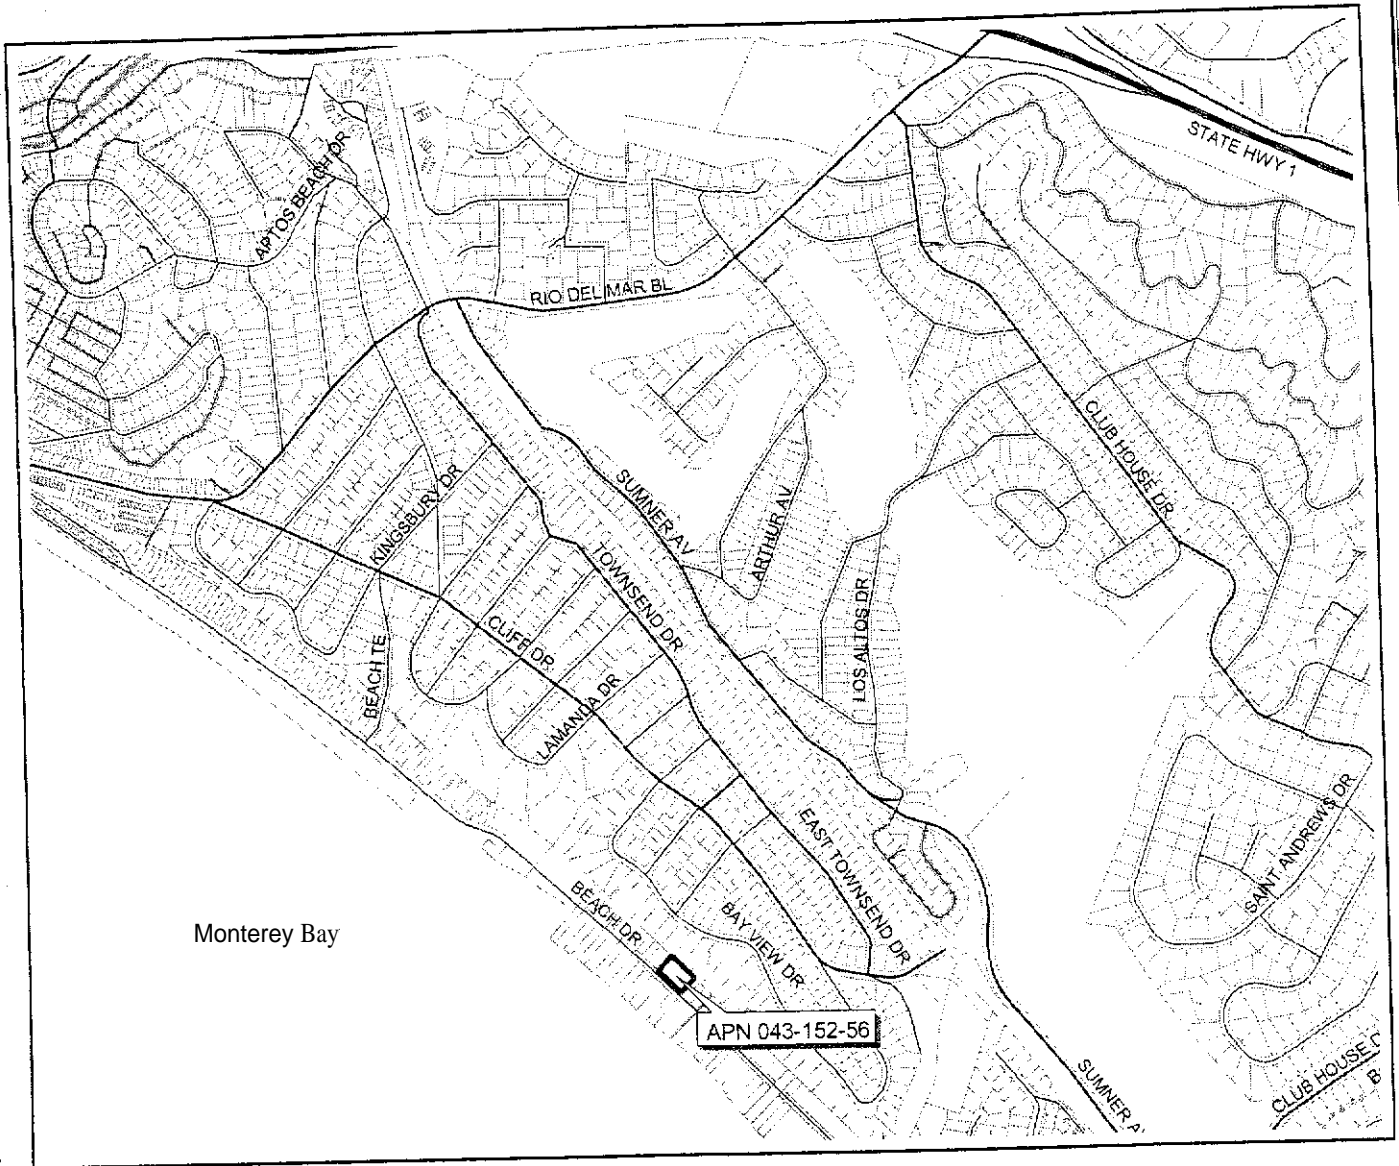 STATE HWY 1
APTOS BEACH DR
RIO DEL MAR BL
CLUB HOUSE DR
KINGSBURY DR
SUMNER AV
ARTHUR AV
TOWNSEND DR
LOS ALTOS DR
CLIFF DR
BEACH TE
LAMANDA DR
SAINT ANDREWS DR
EAST TOWNSEND DR
BEACH DR
BAY VIEW DR
Monterey Bay
APN 043-152-56
SUMNER A
CLUB HOUSE D
B